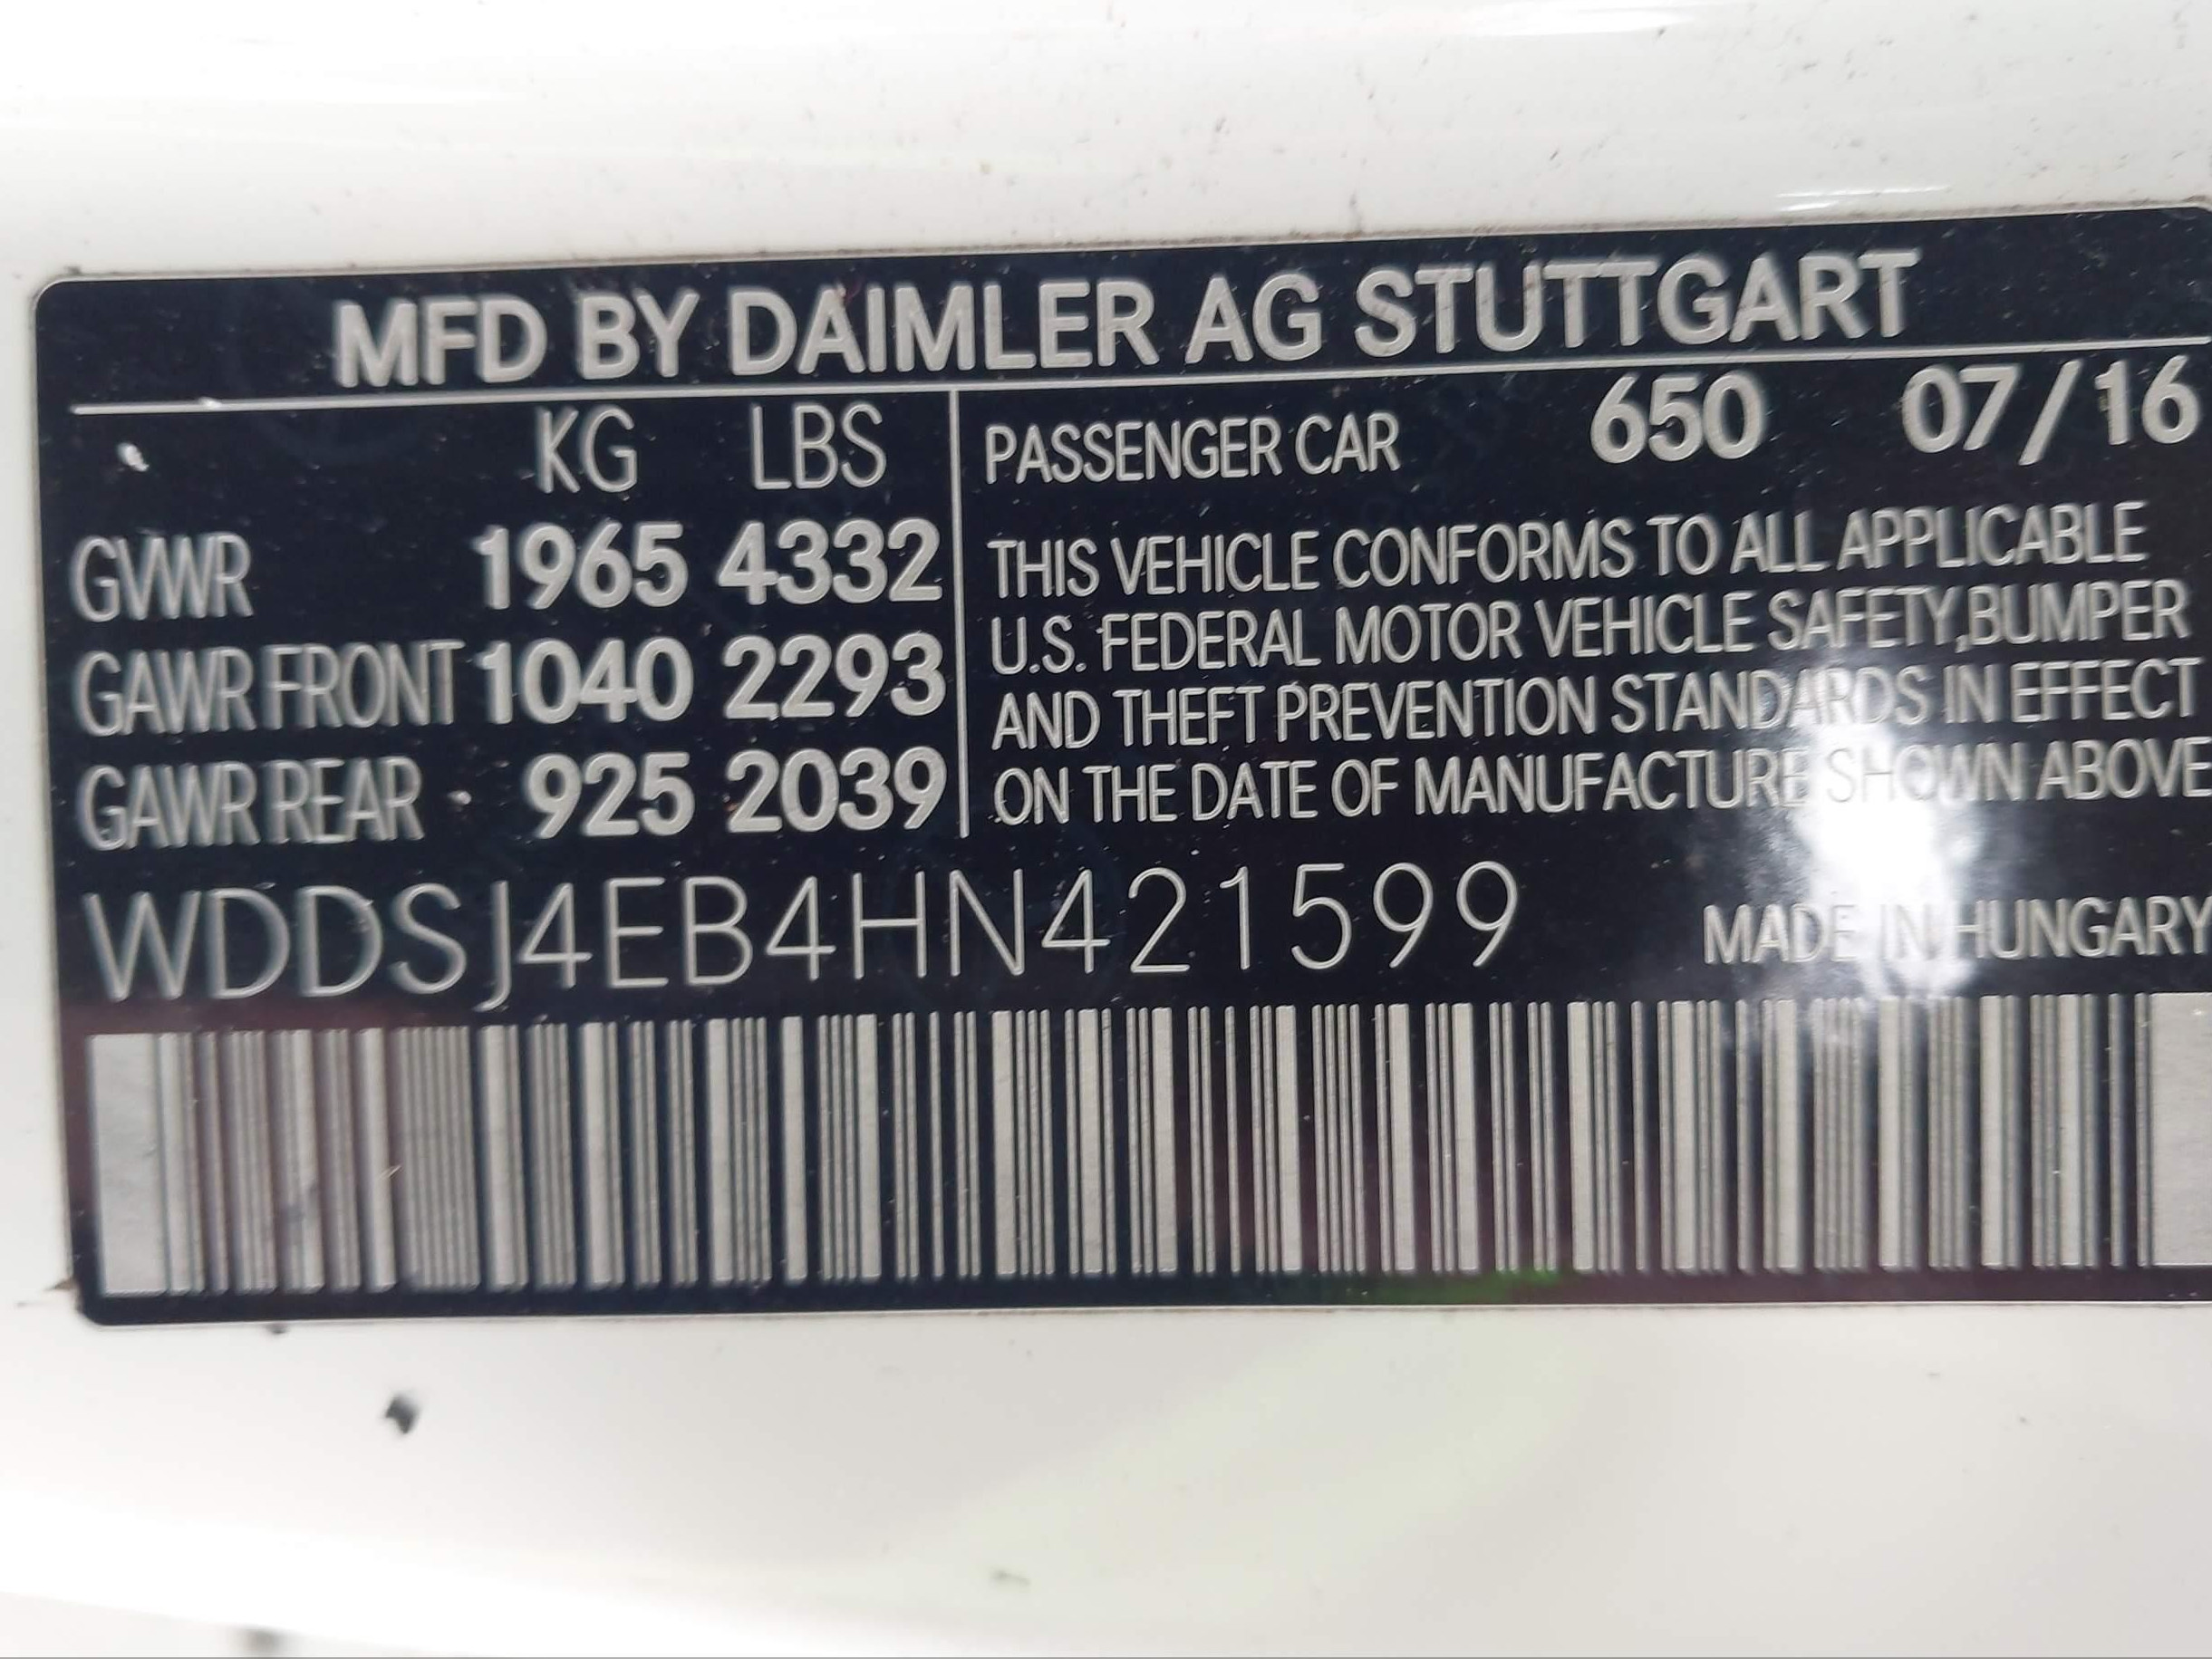 MFD BY DAIMLER AG STUTTGART
KG LBS
GVWR 1965 4332
GAWR FRONT 1040 2293
GAWR REAR 925 2039
PASSENGER CAR 650 07/16
THIS VEHICLE CONFORMS TO ALL APPLICABLE
U.S. FEDERAL MOTOR VEHICLE SAFETY,BUMPER
AND THEFT PREVENTION STANDARDS IN EFFECT
ON THE DATE OF MANUFACTURE SHOWN ABOVE
WDDSJ4EB4HN421599
MADE IN HUNGARY